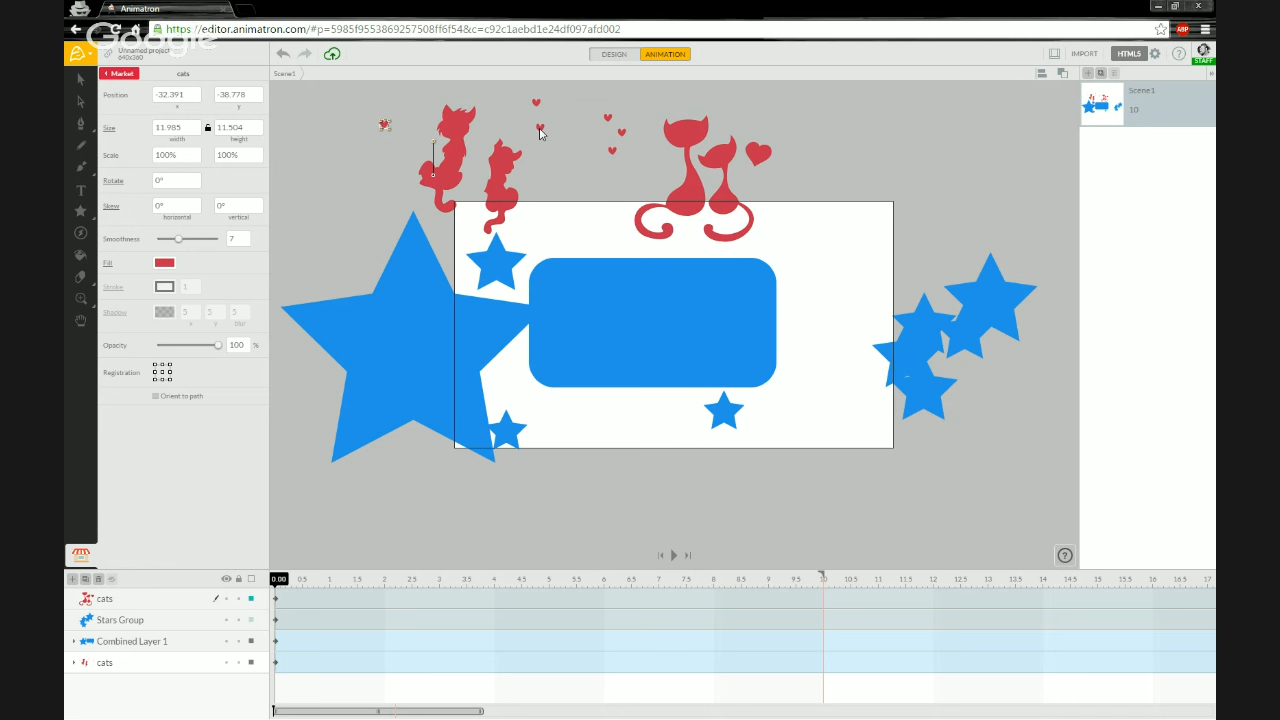 Animatron
https://editor.animatron.com/#p=5985f9553869257508ff6f54&c=c92c1aebd1e24df097afd002
ABP
Google
Unnamed project
640x360
DESIGN
ANIMATION
IMPORT
HTML5
STAFF
Market
cats
Scene1
Position
-32.391
-38.778
x
y
Size
11.985
11.504
width
height
Scale
100%
100%
Rotate
0°
Skew
0°
0°
horizontal
vertical
Smoothness
7
Fill
Stroke
1
Shadow
5
5
5
x
y
blur
Opacity
100
%
Registration
Orient to path
Scene1
10
0.00
0.5
1
1.5
2
2.5
3
3.5
4
4.5
5
5.5
6
6.5
7
7.5
8
8.5
9
9.5
10
10.5
11
11.5
12
12.5
13
13.5
14
14.5
15
15.5
16
16.5
17
cats
Stars Group
Combined Layer 1
cats